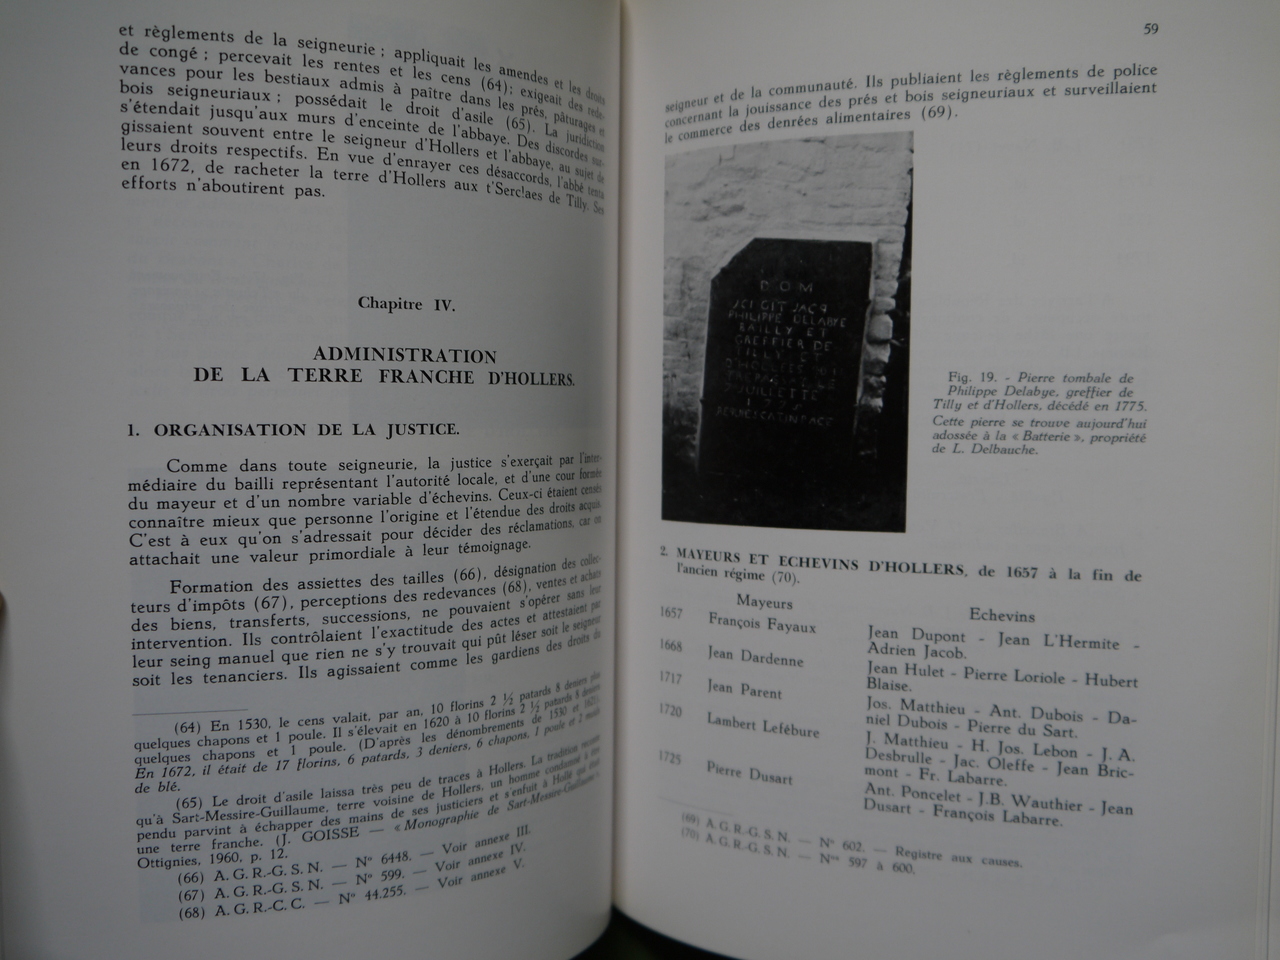 et règlements de la seigneurie ; appliquait les amendes et les droits
de congé ; percevait les rentes et les cens (64); exigeait des rede-
vances pour les bestiaux admis à paître dans les prés, pâturages et
bois seigneuriaux ; possédait le droit d'asile (65). La juridiction
s'étendait jusqu'aux murs d'enceinte de l'abbaye. Des discordes sur-
gissaient souvent entre le seigneur d'Hollers et l'abbaye, au sujet de
leurs droits respectifs. En vue d'enrayer ces désaccords, l'abbé tenta
en 1672, de racheter la terre d'Hollers aux t'Serclaes de Tilly. Ses
efforts n'aboutirent pas.
Chapitre IV.
ADMINISTRATION
DE LA TERRE FRANCHE D'HOLLERS.
1. ORGANISATION DE LA JUSTICE.
Comme dans toute seigneurie, la justice s'exerçait par l'inter-
médiaire du bailli représentant l'autorité locale, et d'une cour formée
du mayeur et d'un nombre variable d'échevins. Ceux-ci étaient censés
connaître mieux que personne l'origine et l'étendue des droits acquis.
C'est à eux qu'on s'adressait pour décider des réclamations, car on
attachait une valeur primordiale à leur témoignage.
Formation des assiettes des tailles (66), désignation des collec-
teurs d'impôts (67), perceptions des redevances (68), ventes et achats
des biens, transferts, successions, ne pouvaient s'opérer sans leur
intervention. Ils contrôlaient l'exactitude des actes et attestaient par
leur seing manuel que rien ne s'y trouvait qui pût léser soit le seigneur
soit les tenanciers. Ils agissaient comme les gardiens des droits du
(64) En 1530, le cens valait, par an, 10 florins 2 ½ patards 8 deniers plus
quelques chapons et 1 poule. Il s'élevait en 1620 à 10 florins 2 ½ patards 8 deniers
quelques chapons et 1 poule. (D'après les dénombrements de 1530 et 1621).
En 1672, il était de 17 florins, 6 patards, 3 deniers, 6 chapons, 1 poule et 2 muids
de blé.
(65) Le droit d'asile laissa très peu de traces à Hollers. La tradition
qu'à Sart-Messire-Guillaume, terre voisine de Hollers, un homme condamné à être
pendu parvint à échapper des mains de ses justiciers et s'enfuit à Hollé qui était
une terre franche. (J. GOISSE — « Monographie de Sart-Messire-Guillaume »,
Ottignies, 1960, p. 12.
(66) A. G. R.-G. S. N. — N° 6448. — Voir annexe III.
(67) A. G. R.-G. S. N. — N° 599. — Voir annexe IV.
(68) A. G. R.-C. C. — N° 44.255. — Voir annexe V.
59
seigneur et de la communauté. Ils publiaient les règlements de police
concernant la jouissance des prés et bois seigneuriaux et surveillaient
le commerce des denrées alimentaires (69).
D O M
ICI GIT JACQ
PHILIPPE DELABYE
BAILLY ET
GREFFIER DE
TILLY ET
D'HOLLERS
JUILLETTE
REQUIESCAT IN PACE
Fig. 19. - Pierre tombale de
Philippe Delabye, greffier de
Tilly et d'Hollers, décédé en 1775.
Cette pierre se trouve aujourd'hui
adossée à la « Batterie », propriété
de L. Delbauche.
2. MAYEURS ET ECHEVINS D'HOLLERS, de 1657 à la fin de
l'ancien régime (70).
Mayeurs Echevins
1657 François Fayaux Jean Dupont - Jean L'Hermite -
Adrien Jacob.
1668 Jean Dardenne Jean Hulet - Pierre Loriole - Hubert
Blaise.
1717 Jean Parent Jos. Matthieu - Ant. Dubois - Da-
niel Dubois - Pierre du Sart.
1720 Lambert Lefébure J. Matthieu - H. Jos. Lebon - J. A.
Desbrulle - Jac. Oleffe - Jean Bric-
mont - Fr. Labarre.
1725 Pierre Dusart Ant. Poncelet - J.B. Wauthier - Jean
Dusart - François Labarre.
(69) A. G. R.-G. S. N. — N° 602. — Registre aux causes.
(70) A. G. R.-G. S. N. — Nos 597 à 600.